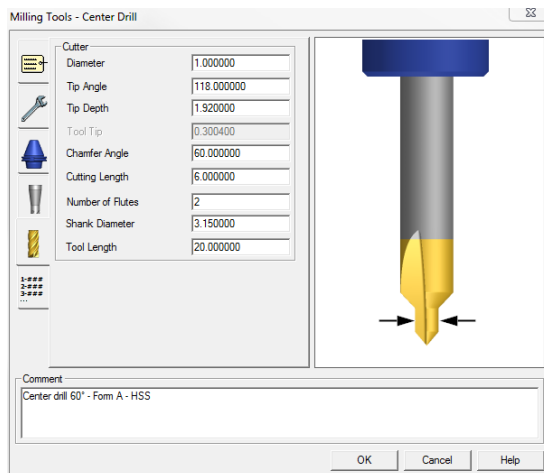 Milling Tools - Center Drill
Cutter
Diameter 1.000000
Tip Angle 118.000000
Tip Depth 1.920000
Tool Tip 0.300400
Chamfer Angle 60.000000
Cutting Length 6.000000
Number of Flutes 2
Shank Diameter 3.150000
Tool Length 20.000000
1-###
2-###
3-###
...
Comment
Center drill 60° - Form A - HSS
OK Cancel Help